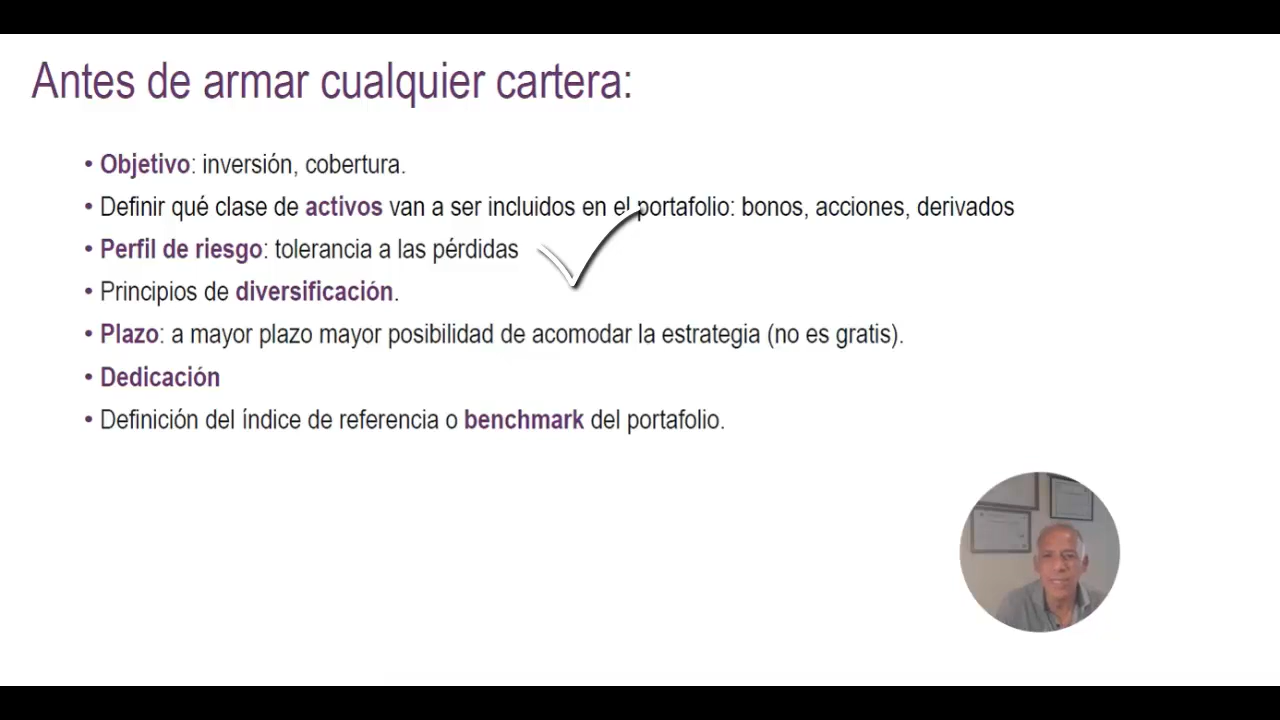 Antes de armar cualquier cartera:
• Objetivo: inversión, cobertura.
• Definir qué clase de activos van a ser incluidos en el portafolio: bonos, acciones, derivados
• Perfil de riesgo: tolerancia a las pérdidas
• Principios de diversificación.
• Plazo: a mayor plazo mayor posibilidad de acomodar la estrategia (no es gratis).
• Dedicación
• Definición del índice de referencia o benchmark del portafolio.